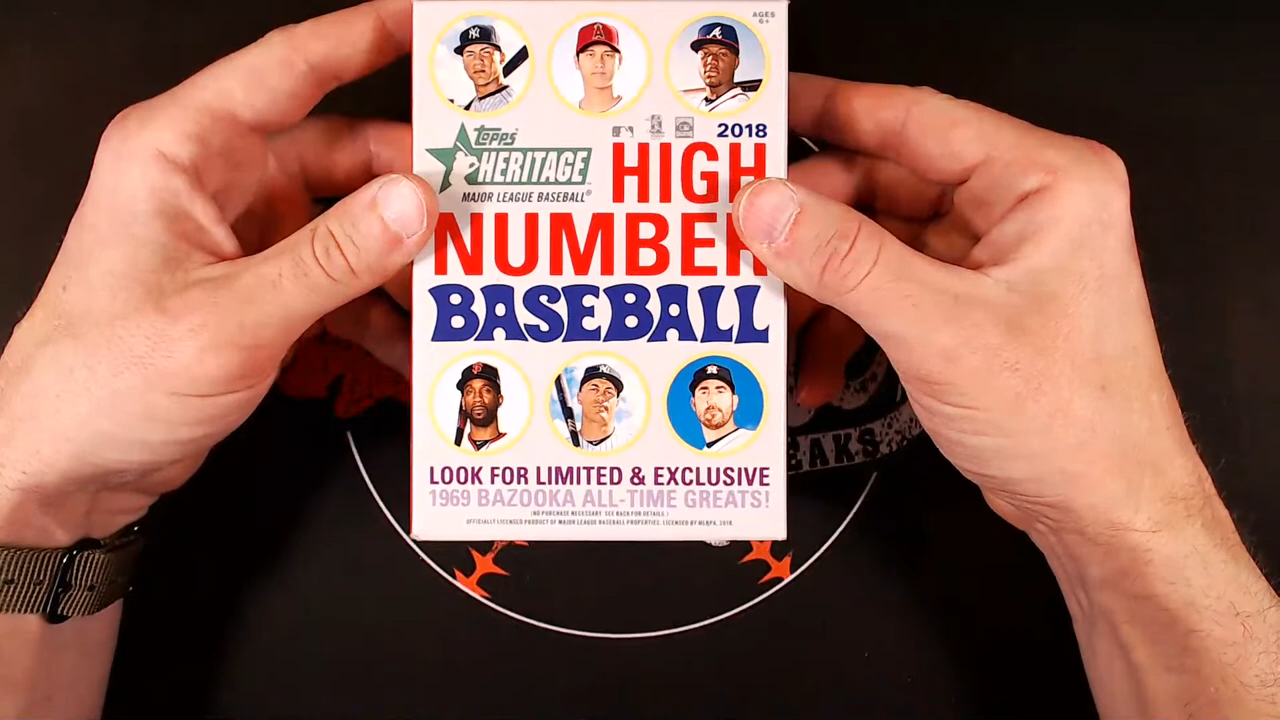 AGES
6+
2018
Topps
HERITAGE
MAJOR LEAGUE BASEBALL®
HIGH
NUMBER
BASEBALL
LOOK FOR LIMITED & EXCLUSIVE
1969 BAZOOKA ALL-TIME GREATS!
(NO PURCHASE NECESSARY. SEE BACK FOR DETAILS.)
OFFICIALLY LICENSED PRODUCT OF MAJOR LEAGUE BASEBALL PROPERTIES. LICENSED BY MLBPA, 2018.
EAKS